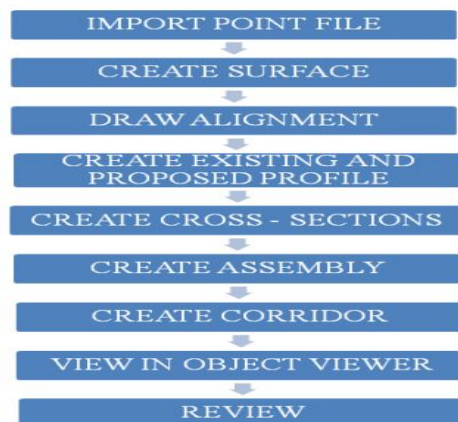 IMPORT POINT FILE
CREATE SURFACE
DRAW ALIGNMENT
CREATE EXISTING AND
PROPOSED PROFILE
CREATE CROSS - SECTIONS
CREATE ASSEMBLY
CREATE CORRIDOR
VIEW IN OBJECT VIEWER
REVIEW